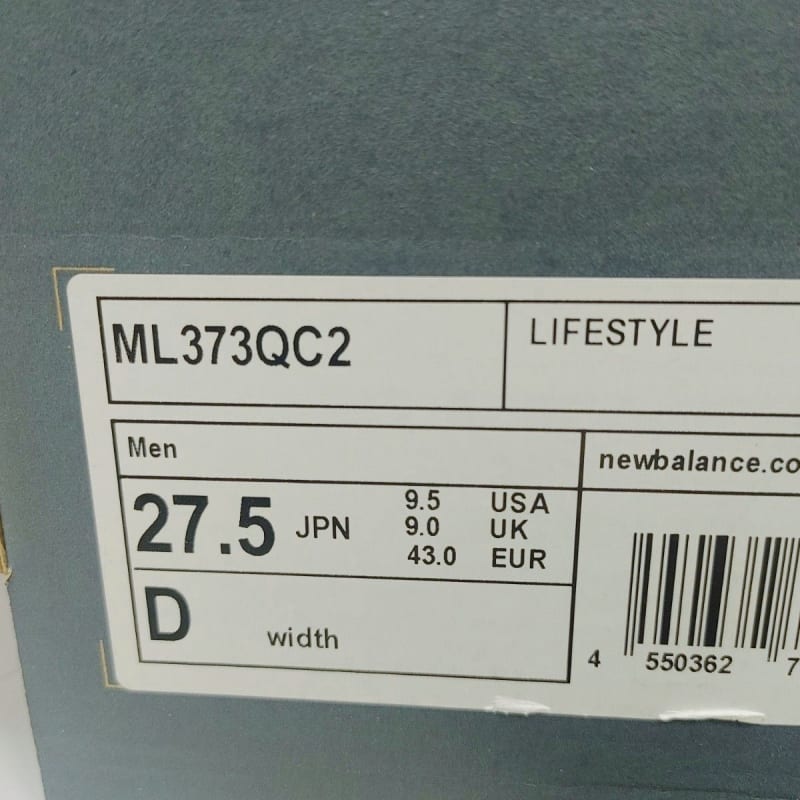 ML373QC2
LIFESTYLE
Men
newbalance.co
27.5 JPN
9.5 USA
9.0 UK
43.0 EUR
D width
4 550362 7